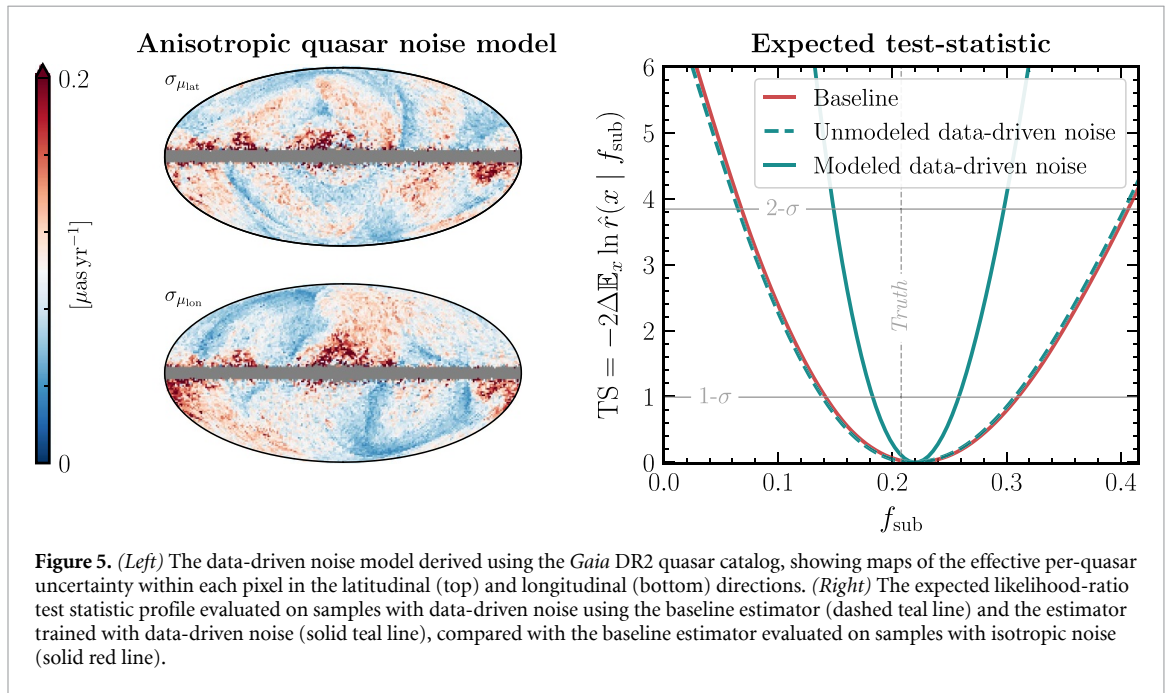 Anisotropic quasar noise model
Expected test-statistic
0.2
[μas yr⁻¹]
0
σ_μlat
σ_μlon
TS = −2Δ𝔼ₓ ln r̂(x | f_sub)
6
5
4
3
2
1
0
Baseline
Unmodeled data-driven noise
Modeled data-driven noise
2-σ
Truth
1-σ
0.0 0.1 0.2 0.3 0.4
f_sub
Figure 5. (Left) The data-driven noise model derived using the Gaia DR2 quasar catalog, showing maps of the effective per-quasar
uncertainty within each pixel in the latitudinal (top) and longitudinal (bottom) directions. (Right) The expected likelihood-ratio
test statistic profile evaluated on samples with data-driven noise using the baseline estimator (dashed teal line) and the estimator
trained with data-driven noise (solid teal line), compared with the baseline estimator evaluated on samples with isotropic noise
(solid red line).